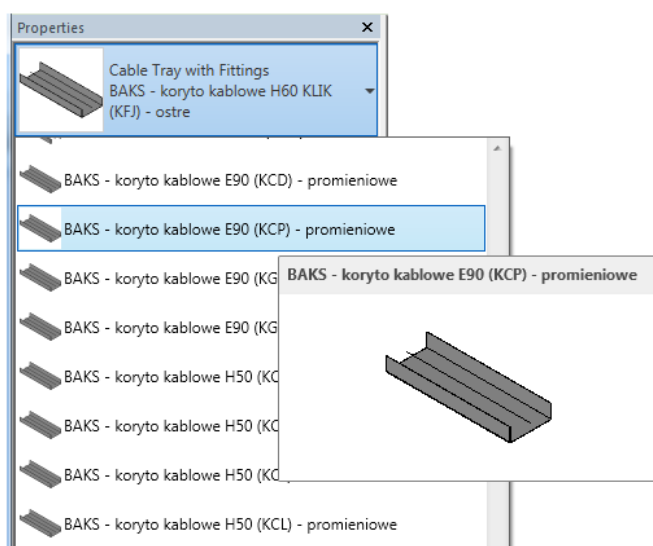 Properties
Cable Tray with Fittings
BAKS - koryto kablowe H60 KLIK
(KFJ) - ostre
BAKS - koryto kablowe E90 (KCD) - promieniowe
BAKS - koryto kablowe E90 (KCP) - promieniowe
BAKS - koryto kablowe E90 (KG
BAKS - koryto kablowe E90 (KCP) - promieniowe
BAKS - koryto kablowe E90 (KG
BAKS - koryto kablowe H50 (KC
BAKS - koryto kablowe H50 (KC
BAKS - koryto kablowe H50 (KC
BAKS - koryto kablowe H50 (KCL) - promieniowe